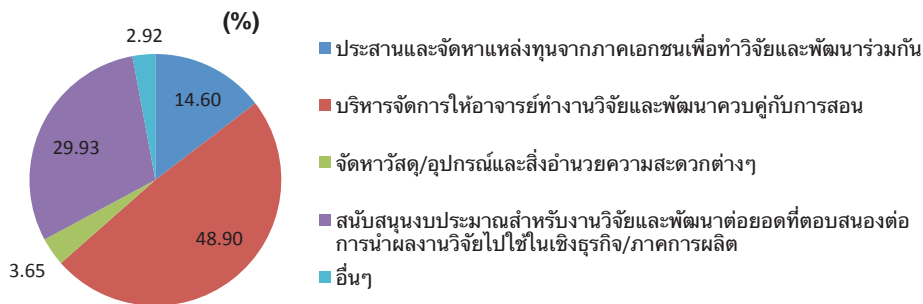 (%)
2.92
14.60
29.93
48.90
3.65
ประสานและจัดหาแหล่งทุนจากภาคเอกชนเพื่อทำวิจัยและพัฒนาร่วมกัน
บริหารจัดการให้อาจารย์ทำงานวิจัยและพัฒนาควบคู่กับการสอน
จัดหาวัสดุ/อุปกรณ์และสิ่งอำนวยความสะดวกต่างๆ
สนับสนุนงบประมาณสำหรับงานวิจัยและพัฒนาต่อยอดที่ตอบสนองต่อ
การนำผลงานวิจัยไปใช้ในเชิงธุรกิจ/ภาคการผลิต
อื่นๆ